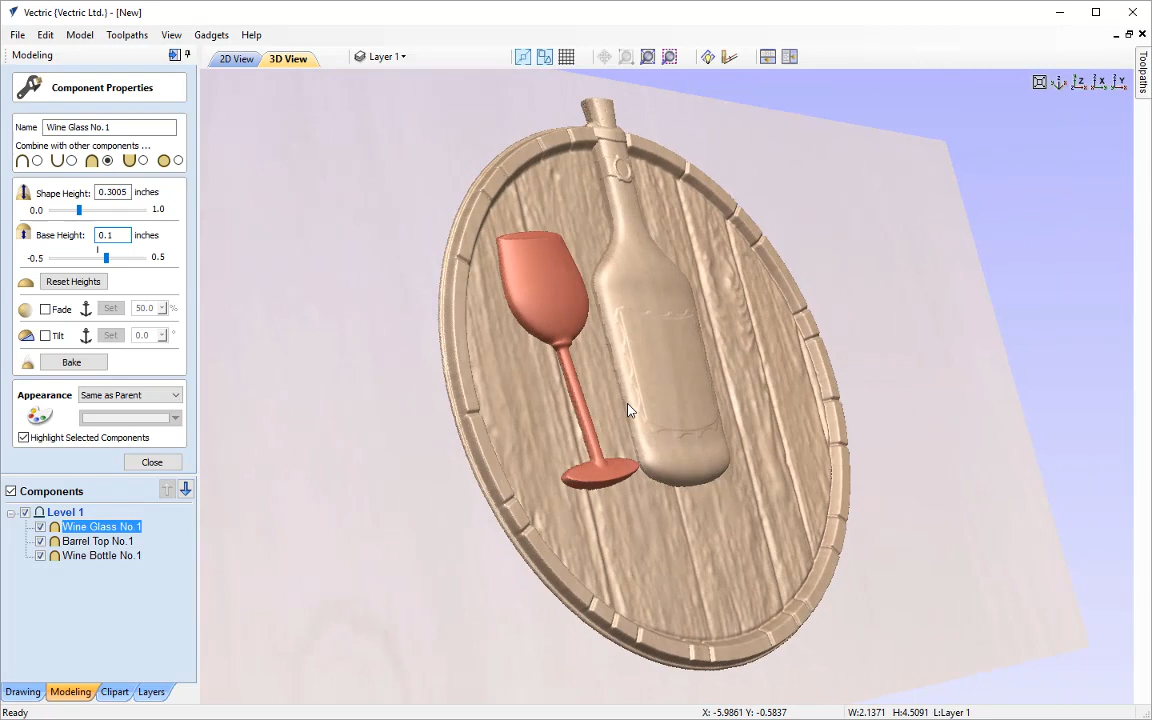 Vectric {Vectric Ltd.} - [New]
File Edit Model Toolpaths View Gadgets Help
Modeling
2D View 3D View Layer 1
Z X Y
Toolpaths
Component Properties
Name Wine Glass No.1
Combine with other components ...
Shape Height: 0.3005 inches
0.0 1.0
Base Height: 0.1 inches
-0.5 0.5
Reset Heights
Fade Set 50.0 %
Tilt Set 0.0 °
Bake
Appearance Same as Parent
Highlight Selected Components
Close
Components
Level 1
Wine Glass No.1
Barrel Top No.1
Wine Bottle No.1
Drawing Modeling Clipart Layers
Ready X: -5.9861 Y: -0.5837 W:2.1371 H:4.5091 L:Layer 1